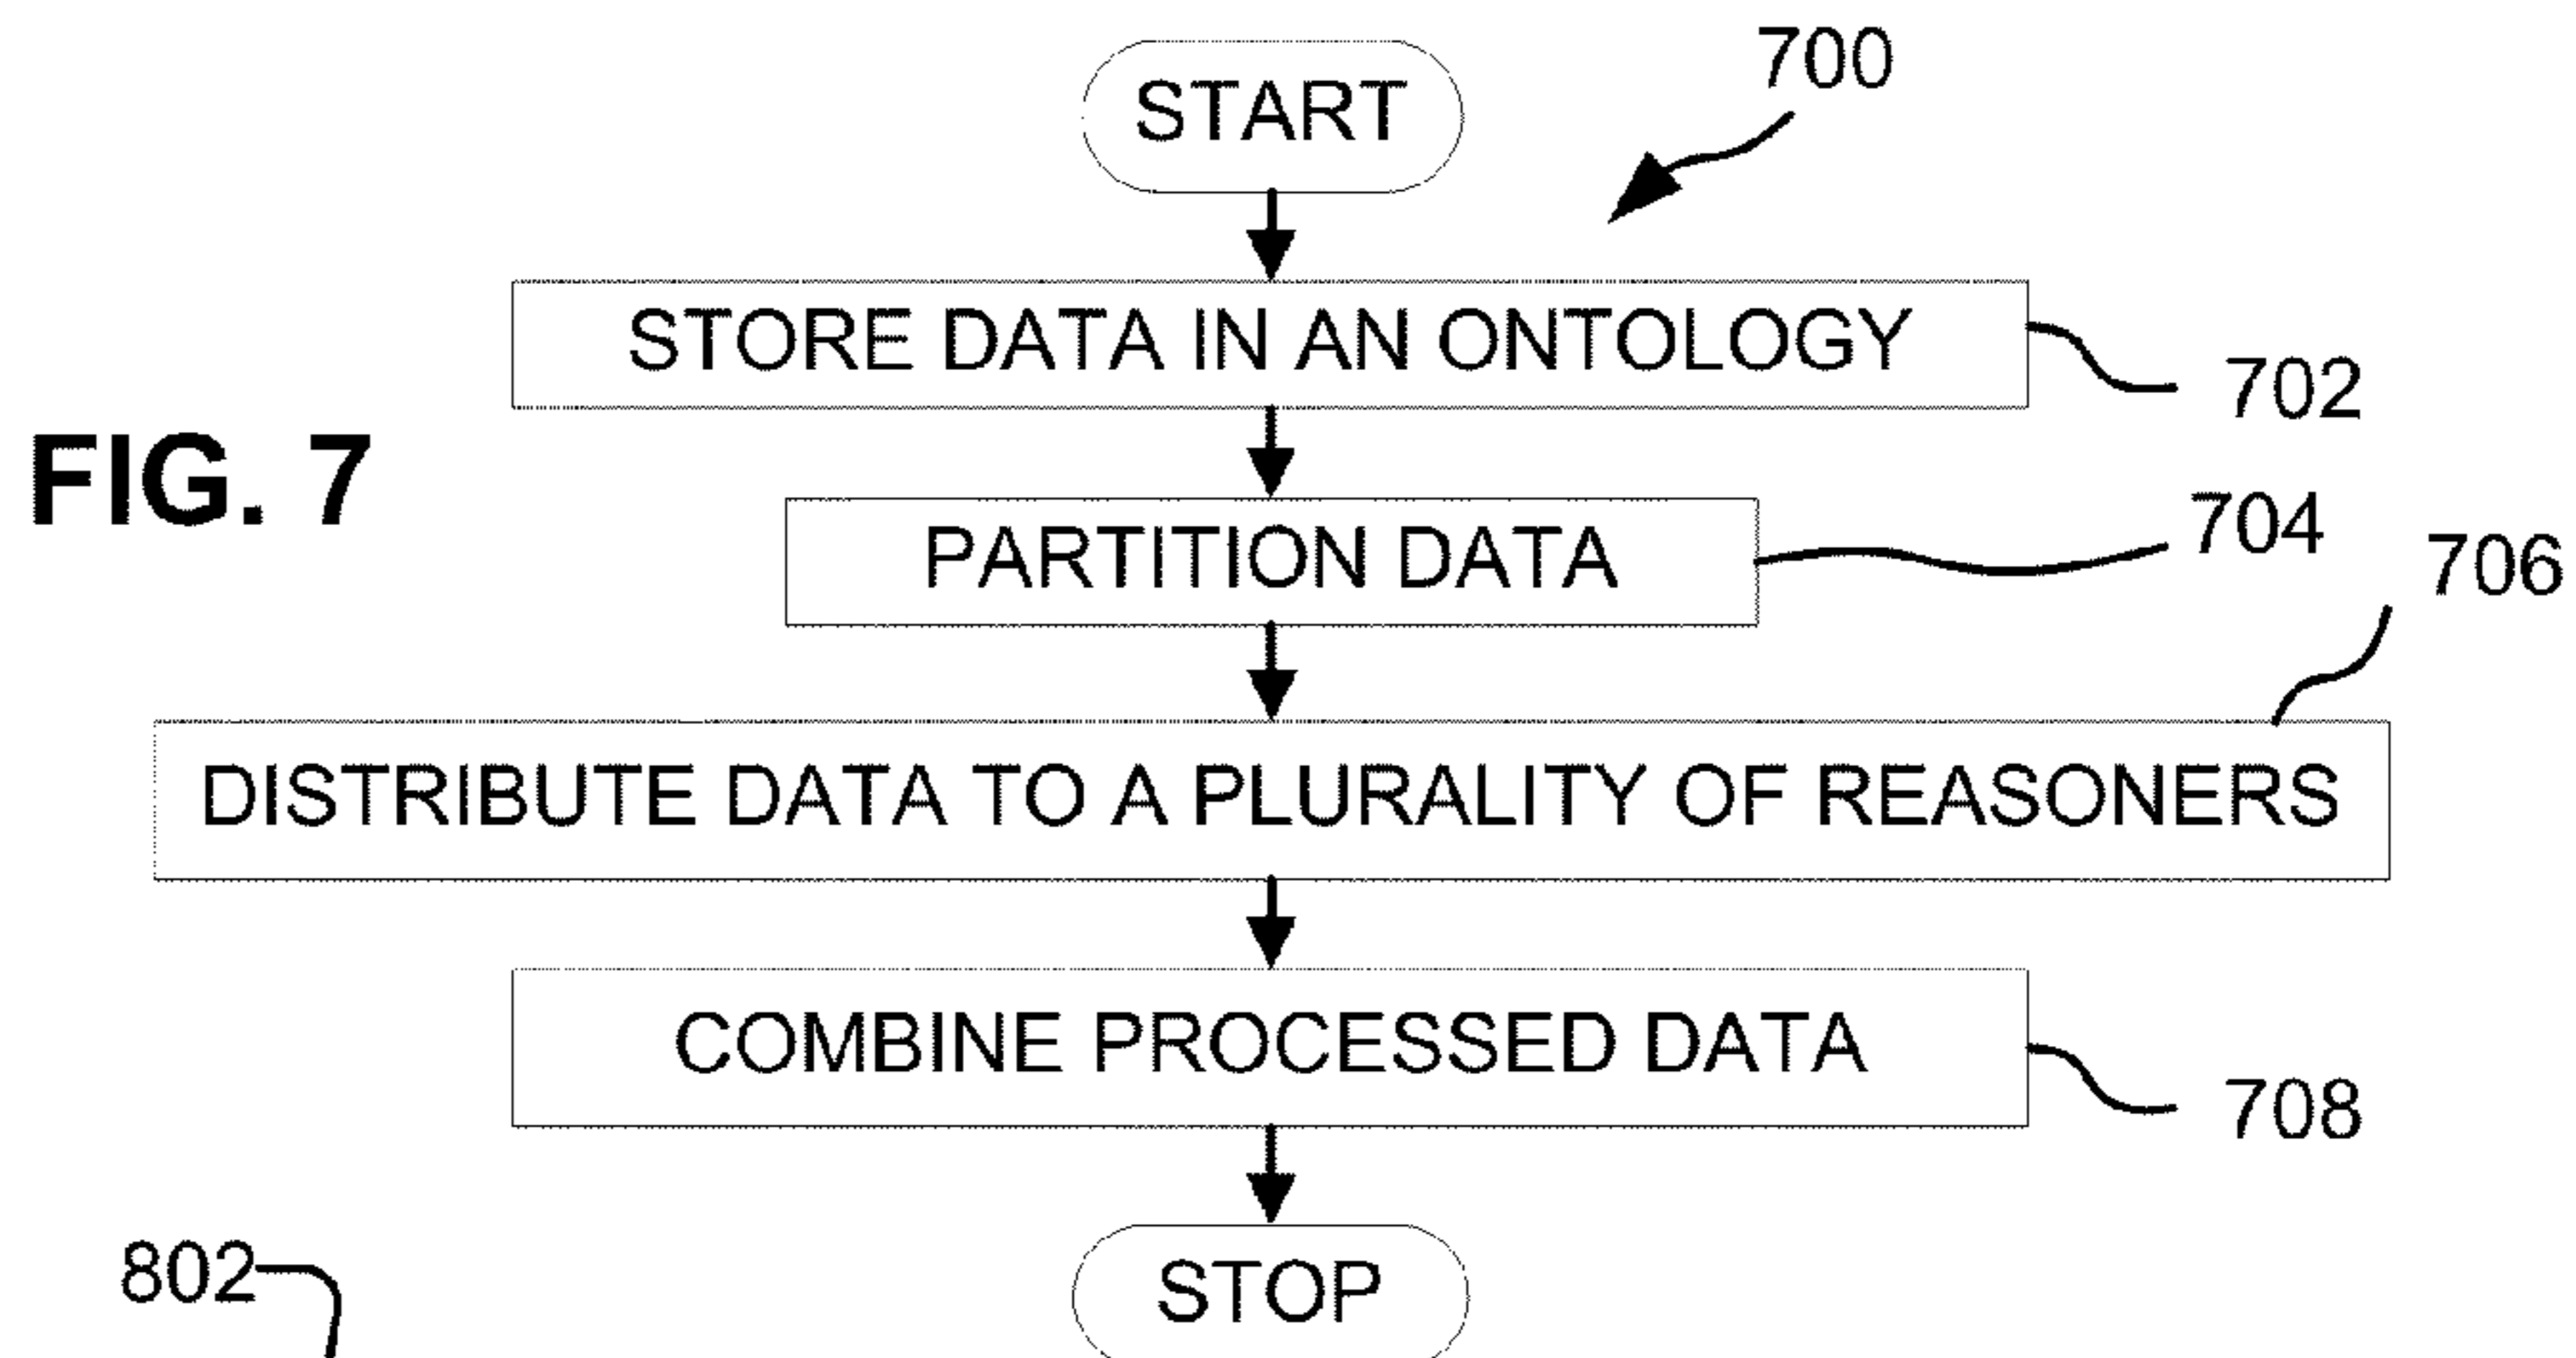 START
700
STORE DATA IN AN ONTOLOGY
702
FIG. 7
PARTITION DATA
704
706
DISTRIBUTE DATA TO A PLURALITY OF REASONERS
COMBINE PROCESSED DATA
708
802
STOP